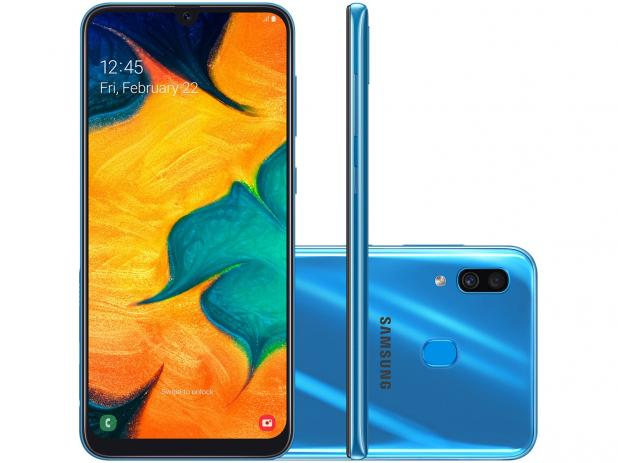 12:45
Fri, February 22
Swipe to unlock
SAMSUNG